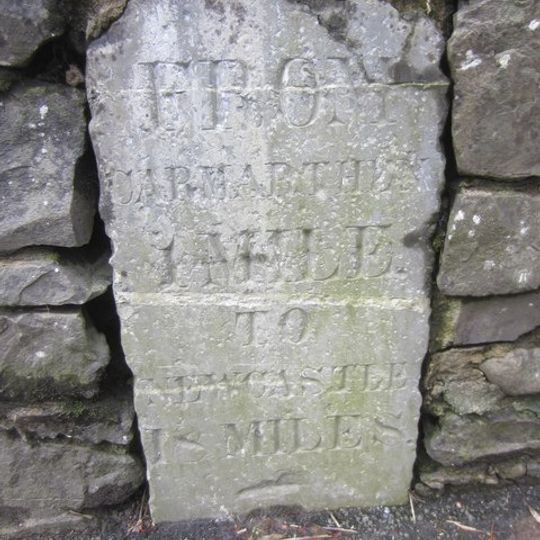 FROM
CARMARTHEN
1 MILE.
TO
NEWCASTLE
18 MILES.